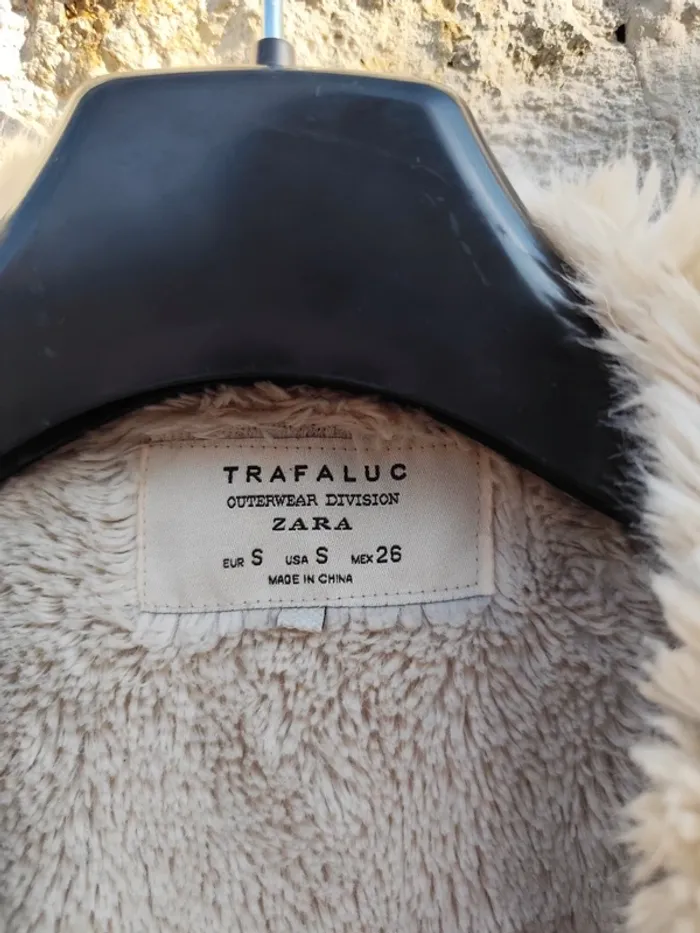 TRAFALUC
OUTERWEAR DIVISION
ZARA
EUR S USA S MEX 26
MADE IN CHINA